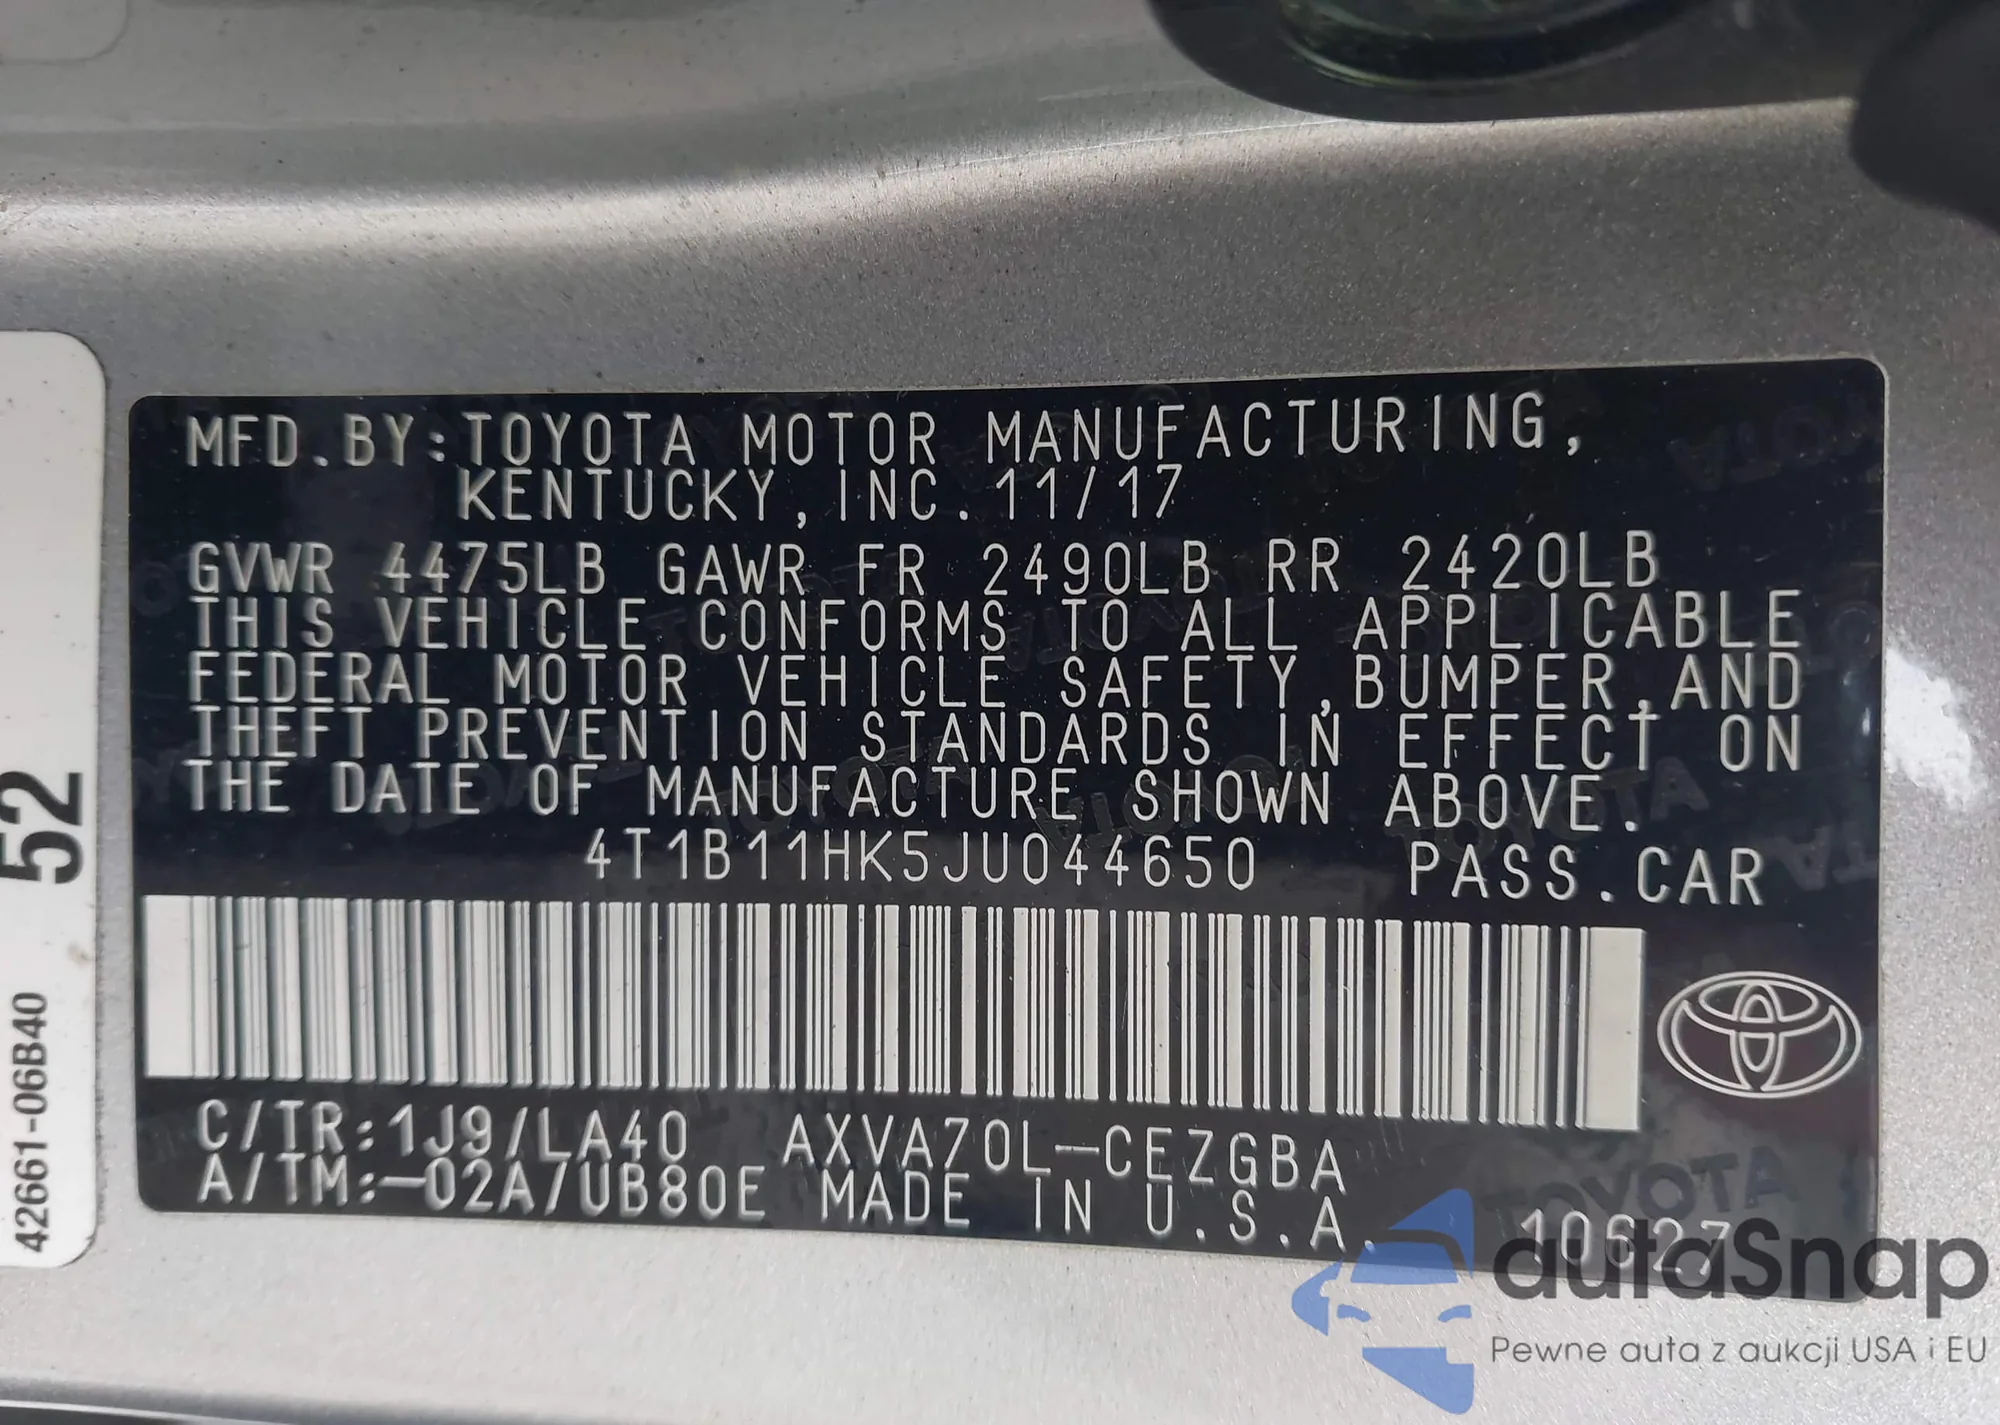 MFD.BY:TOYOTA MOTOR MANUFACTURING,
KENTUCKY,INC.11/17
GVWR 4475LB GAWR FR 2490LB RR 2420LB
THIS VEHICLE CONFORMS TO ALL APPLICABLE
FEDERAL MOTOR VEHICLE SAFETY,BUMPER,AND
THEFT PREVENTION STANDARDS IN EFFECT ON
THE DATE OF MANUFACTURE SHOWN ABOVE.
4T1B11HK5JU044650 PASS.CAR
C/TR:1J9/LA40 AXVA70L-CEZGBA
A/TM:-02A/UB80E MADE IN U.S.A. 10627
52
42661-06B40
autaSnap
Pewne auta z aukcji USA i EU